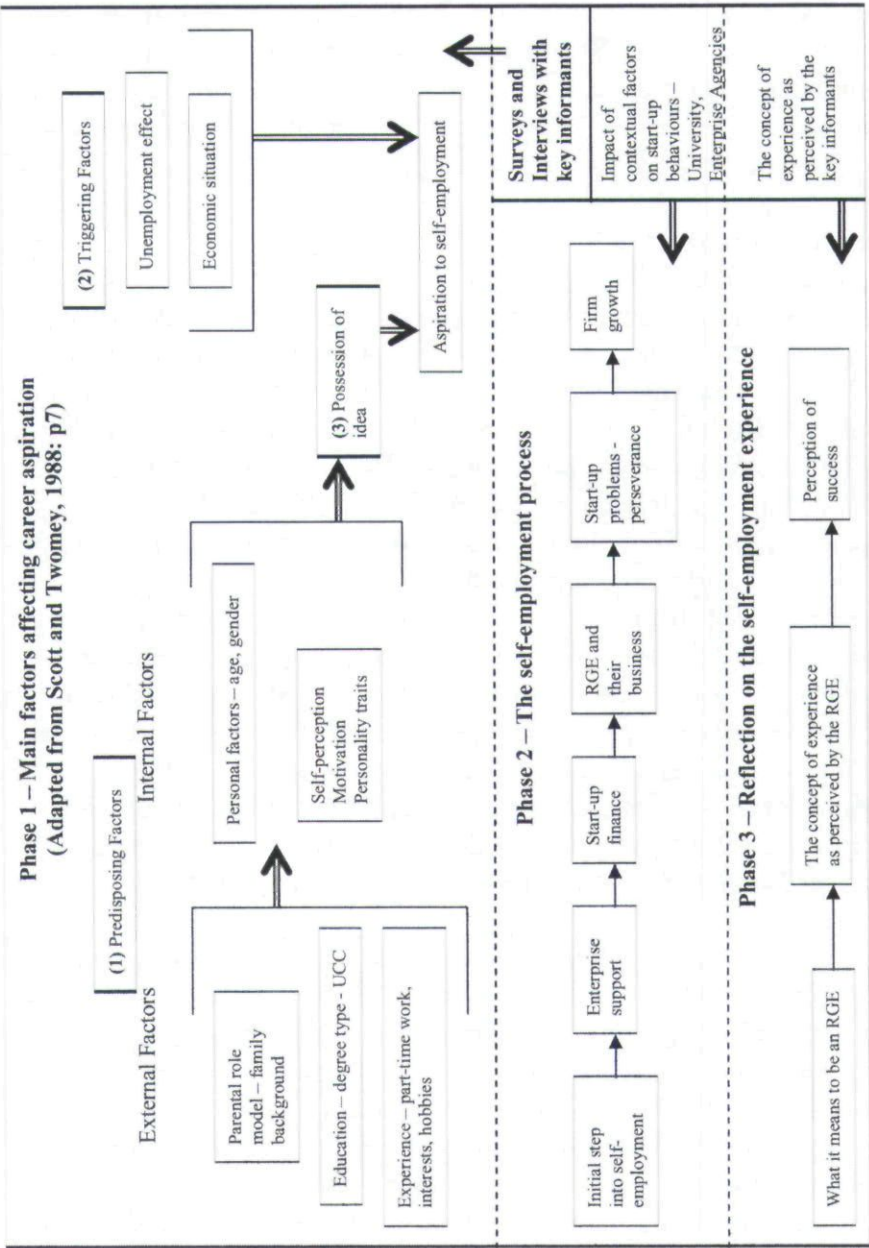 Phase 1 – Main factors affecting career aspiration
(Adapted from Scott and Twomey, 1988: p7)
(1) Predisposing Factors
External Factors
Internal Factors
Parental role
model – family
background
Education – degree type - UCC
Experience – part-time work,
interests, hobbies
Personal factors – age, gender
Self-perception
Motivation
Personality traits
(2) Triggering Factors
Unemployment effect
Economic situation
(3) Possession of
idea
Aspiration to self-employment
Surveys and
Interviews with
key informants
Phase 2 – The self-employment process
Initial step
into self-
employment
Enterprise
support
Start-up
finance
RGE and
their
business
Start-up
problems -
perseverance
Firm
growth
Impact of
contextual factors
on start-up
behaviours –
University,
Enterprise Agencies
Phase 3 – Reflection on the self-employment experience
What it means to be an RGE
The concept of experience
as perceived by the RGE
Perception of
success
The concept of
experience as
perceived by the
key informants